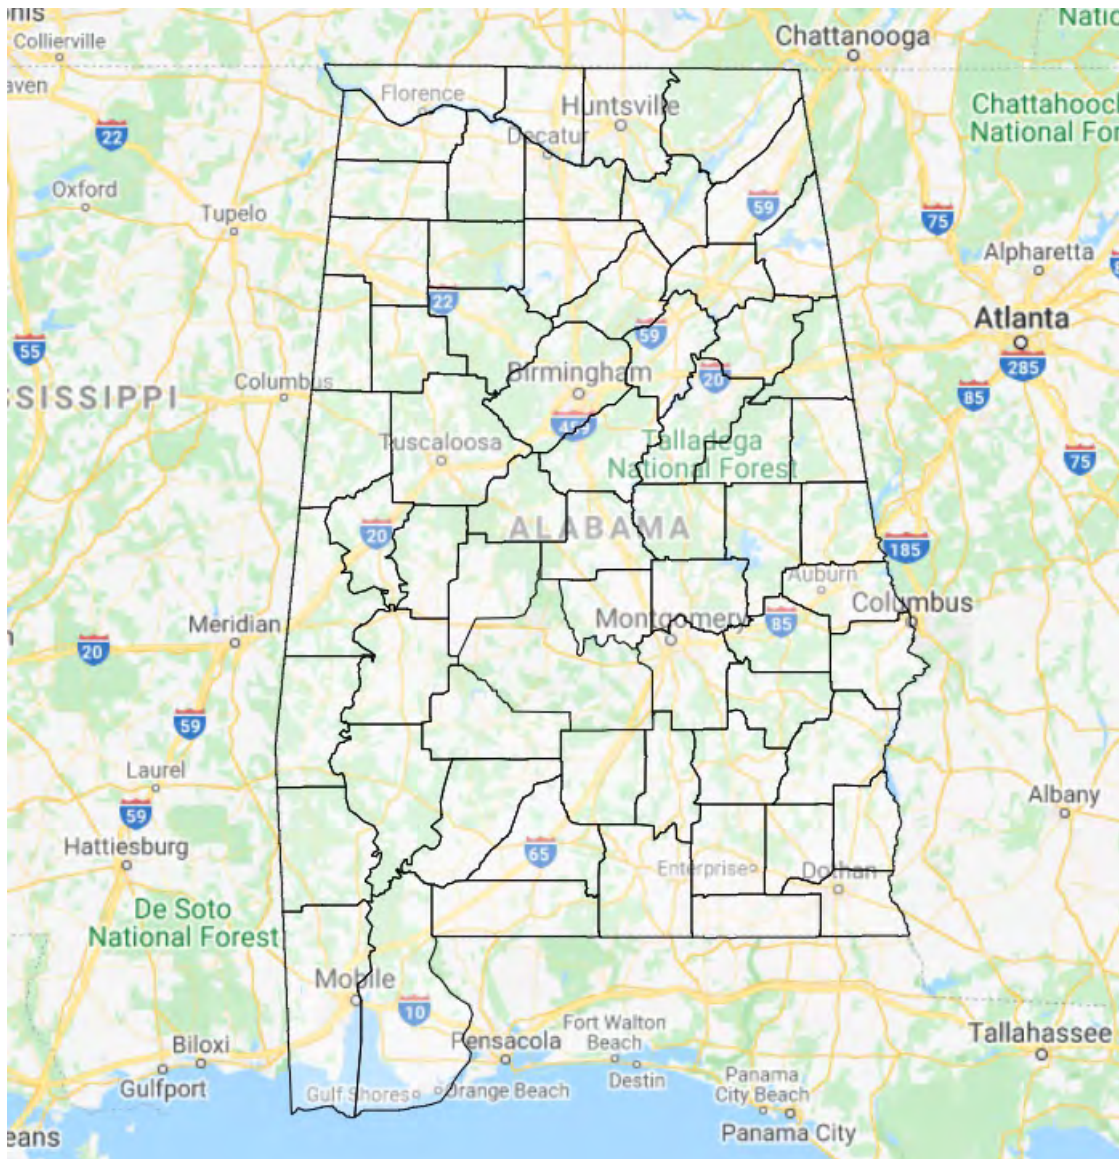 Collierville
Chattanooga
Florence
Huntsville
Decatur
22
Chattahooc
National For
Oxford
Tupelo
59
75
Alpharetta
22
59
Atlanta
55
285
Birmingham
20
Columbus
85
SISSIPPI
459
Tuscaloosa
Talladega
National Forest
75
20
ALABAMA
185
Auburn
Columbus
Meridian
Montgomery
85
20
59
Laurel
Albany
59
Hattiesburg
65
Enterprise
Dothan
De Soto
National Forest
Mobile
10
Pensacola
Fort Walton
Beach
Tallahassee
Biloxi
Gulfport
Gulf Shores
Orange Beach
Destin
Panama
City Beach
Panama City
eans